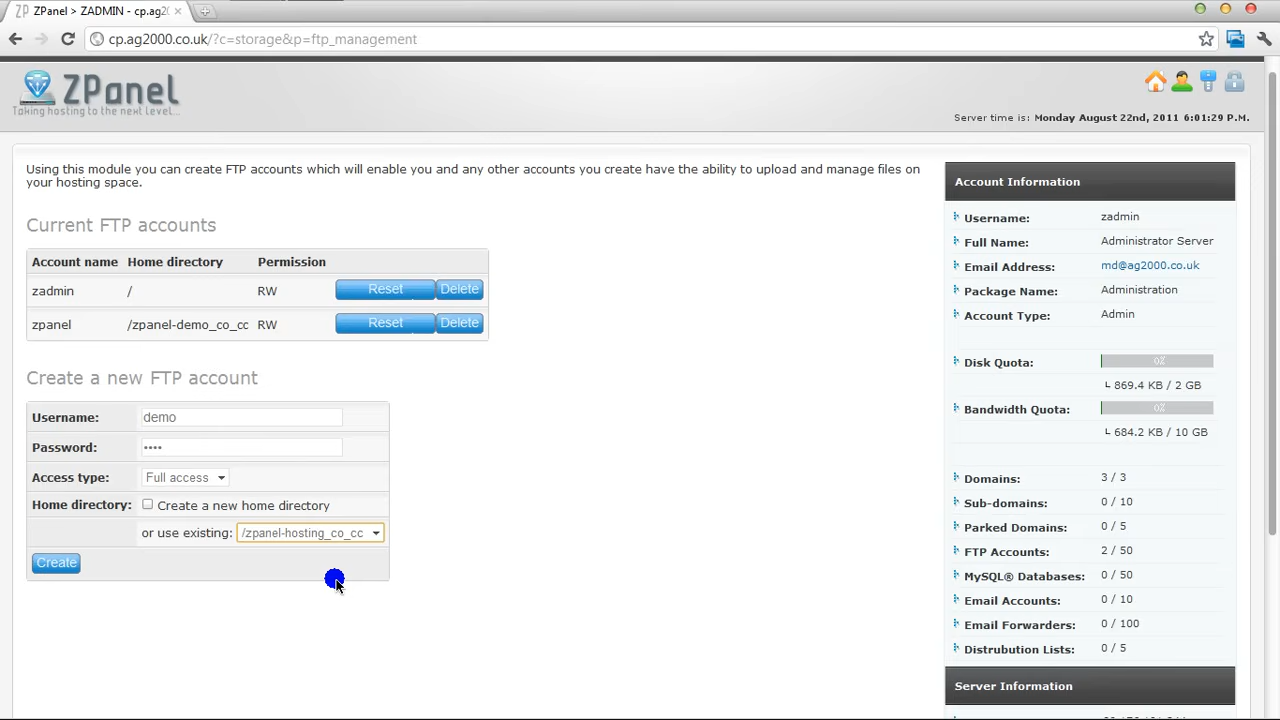 ZP ZPanel > ZADMIN - cp.ag2
cp.ag2000.co.uk/?c=storage&p=ftp_management
ZPanel
Taking hosting to the next level...
Server time is: Monday August 22nd, 2011 6:01:29 P.M.
Using this module you can create FTP accounts which will enable you and any other accounts you create have the ability to upload and manage files on
your hosting space.
Current FTP accounts
Account name Home directory Permission
zadmin / RW Reset Delete
zpanel /zpanel-demo_co_cc RW Reset Delete
Create a new FTP account
Username: demo
Password: ••••
Access type: Full access
Home directory: Create a new home directory
or use existing: /zpanel-hosting_co_cc
Create
Account Information
Username: zadmin
Full Name: Administrator Server
Email Address: md@ag2000.co.uk
Package Name: Administration
Account Type: Admin
Disk Quota: 0%
869.4 KB / 2 GB
Bandwidth Quota: 0%
684.2 KB / 10 GB
Domains: 3 / 3
Sub-domains: 0 / 10
Parked Domains: 0 / 5
FTP Accounts: 2 / 50
MySQL® Databases: 0 / 50
Email Accounts: 0 / 10
Email Forwarders: 0 / 100
Distrubution Lists: 0 / 5
Server Information